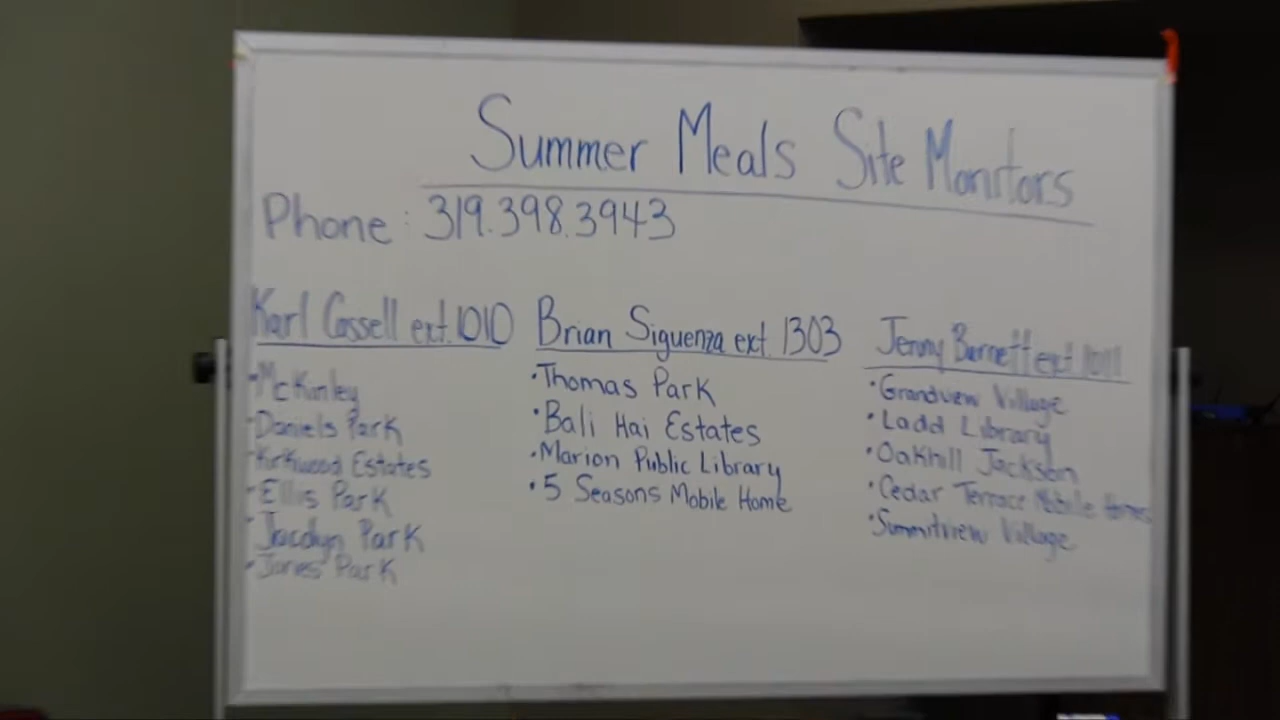 Summer Meals Site Monitors
Phone: 319.398.3943
Karl Cassell ext. 1010
• McKinley
• Daniels Park
• Kirkwood Estates
• Ellis Park
• Jacolyn Park
• Jones Park
Brian Siguenza ext. 1303
• Thomas Park
• Bali Hai Estates
• Marion Public Library
• 5 Seasons Mobile Home
Jenny Burnett ext 1011
• Grandview Village
• Ladd Library
• Oakhill Jackson
• Cedar Terrace Mobile Homes
• Summitview Village